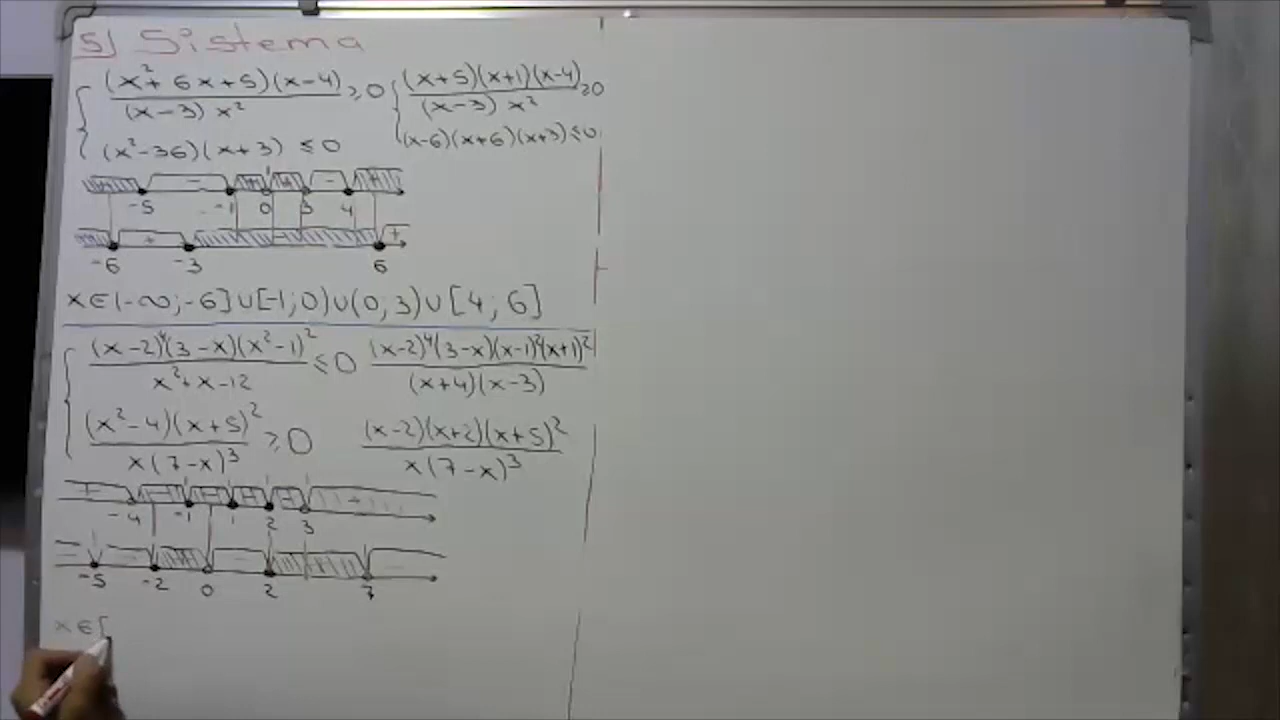 5) Sistema
(x²+6x+5)(x-4)/(x-3)x² ≥ 0
(x²-36)(x+3) ≤ 0
(x+5)(x+1)(x-4)/(x-3)x² ≥ 0
(x-6)(x+6)(x+3) ≤ 0
+ - + + - +
-5 -1 0 3 4
- + - +
-6 -3 6
x∈(-∞;-6]∪[-1;0)∪(0,3)∪[4;6]
(x-2)⁴(3-x)(x²-1)²/x²+x-12 ≤ 0
(x-2)⁴(3-x)(x-1)²(x+1)²/(x+4)(x-3)
(x²-4)(x+5)²/x(7-x)³ ≥ 0
(x-2)(x+2)(x+5)²/x(7-x)³
-4 -1 1 2 3
-5 -2 0 2 7
x∈[